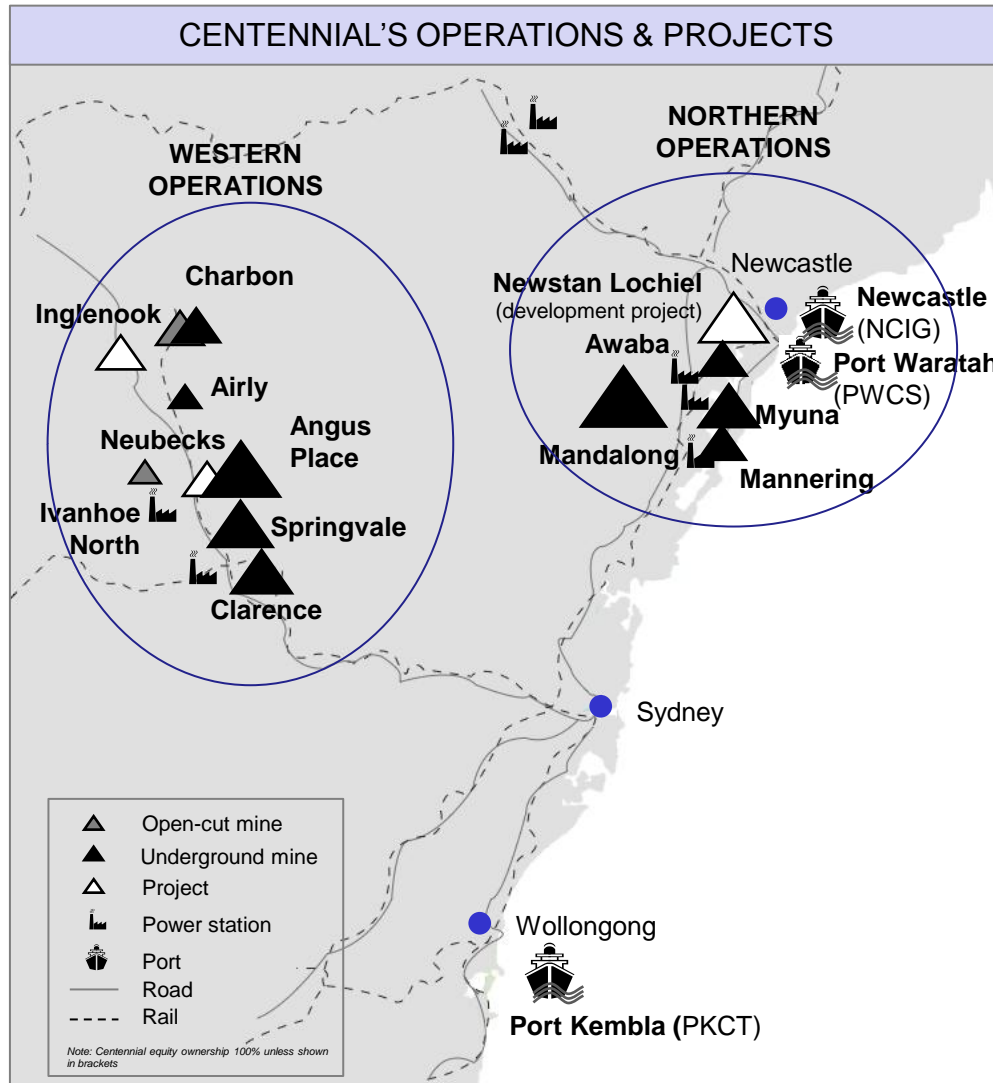 CENTENNIAL'S OPERATIONS & PROJECTS
WESTERN
OPERATIONS
NORTHERN
OPERATIONS
Charbon
Inglenook
Airly
Neubecks
Angus
Place
Ivanhoe
North
Springvale
Clarence
Newstan Lochiel
(development project)
Newcastle
Newcastle
(NCIG)
Awaba
Port Waratah
(PWCS)
Myuna
Mandalong
Mannering
Sydney
Wollongong
Port Kembla (PKCT)
Open-cut mine
Underground mine
Project
Power station
Port
Road
Rail
Note: Centennial equity ownership 100% unless shown
in brackets